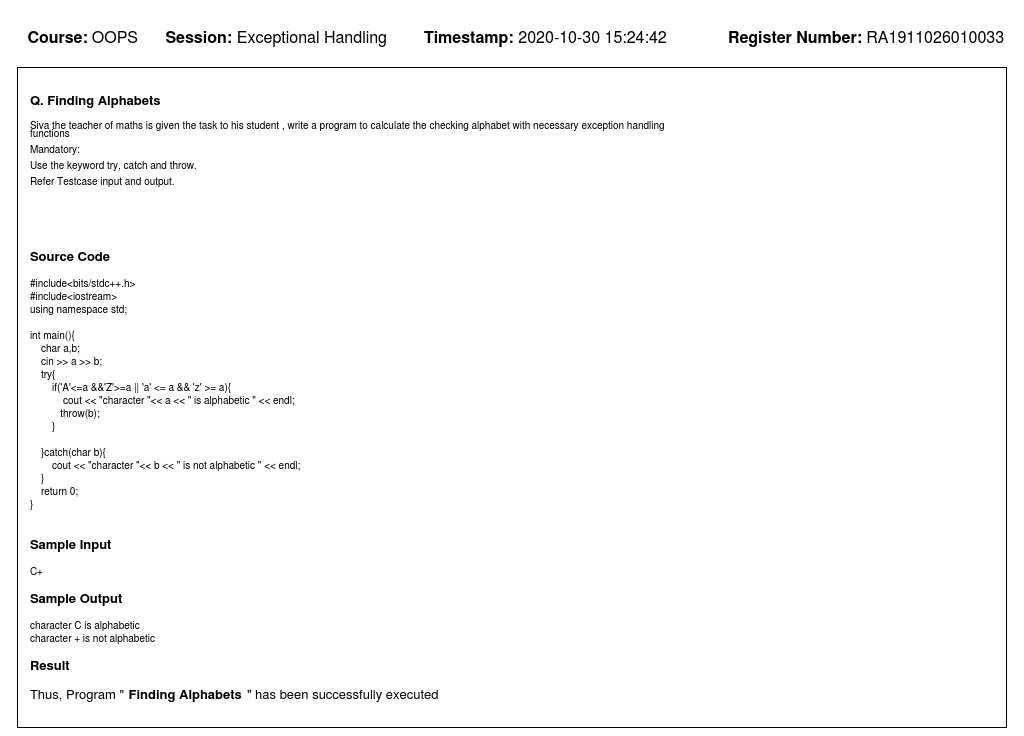 Course: OOPS Session: Exceptional Handling Timestamp: 2020-10-30 15:24:42 Register Number: RA1911026010033
Q. Finding Alphabets
Siva the teacher of maths is given the task to his student , write a program to calculate the checking alphabet with necessary exception handling
functions
Mandatory:
Use the keyword try, catch and throw.
Refer Testcase input and output.
Source Code
#include<bits/stdc++.h>
#include<iostream>
using namespace std;
int main(){
char a,b;
cin >> a >> b;
try{
if('A'<=a &&'Z'>=a || 'a' <= a && 'z' >= a){
cout << "character "<< a << " is alphabetic " << endl;
throw(b);
}
}catch(char b){
cout << "character "<< b << " is not alphabetic " << endl;
}
return 0;
}
Sample Input
C+
Sample Output
character C is alphabetic
character + is not alphabetic
Result
Thus, Program " Finding Alphabets " has been successfully executed